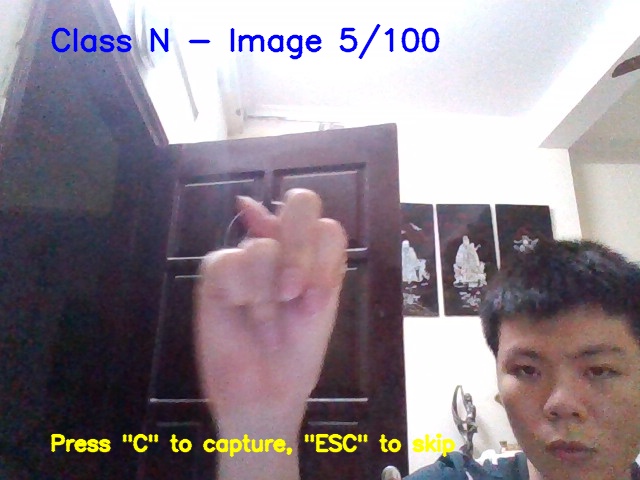 Class N - Image 5/100
Press "C" to capture, "ESC" to skip